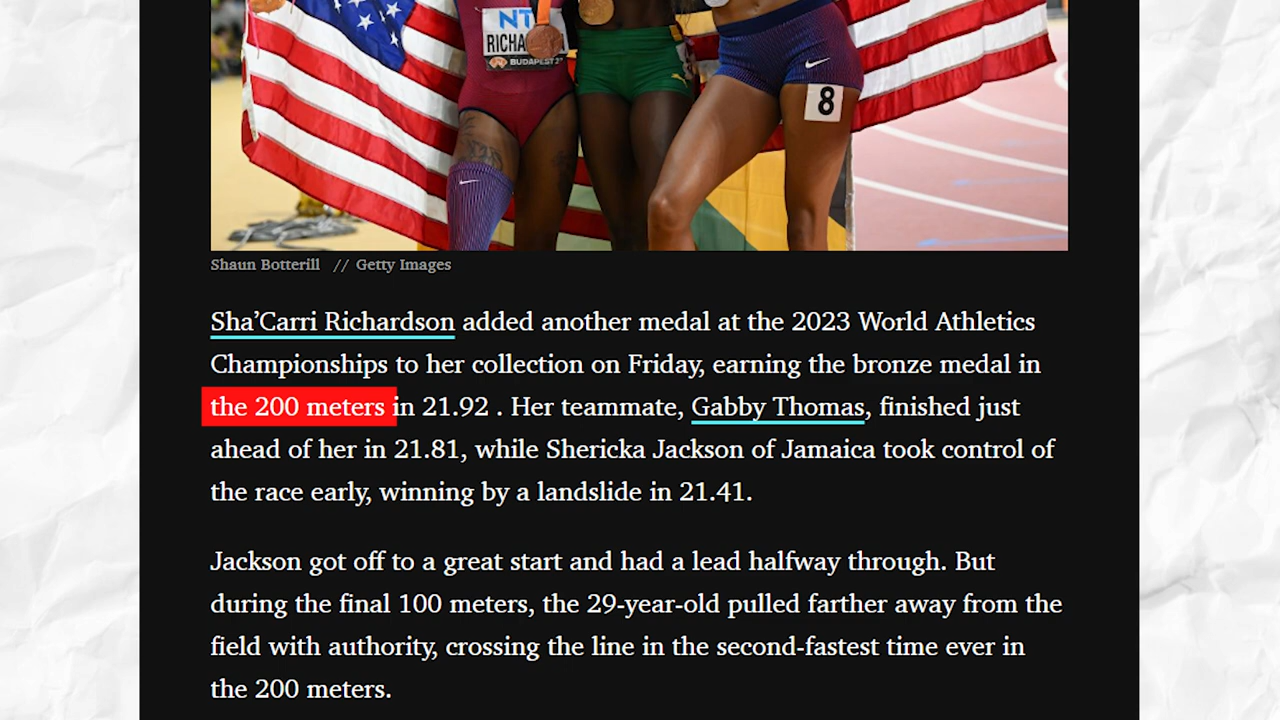 NT
RICHA
BUDAPEST
8
Shaun Botterill // Getty Images
Sha’Carri Richardson added another medal at the 2023 World Athletics
Championships to her collection on Friday, earning the bronze medal in
the 200 meters in 21.92 . Her teammate, Gabby Thomas, finished just
ahead of her in 21.81, while Shericka Jackson of Jamaica took control of
the race early, winning by a landslide in 21.41.
Jackson got off to a great start and had a lead halfway through. But
during the final 100 meters, the 29-year-old pulled farther away from the
field with authority, crossing the line in the second-fastest time ever in
the 200 meters.